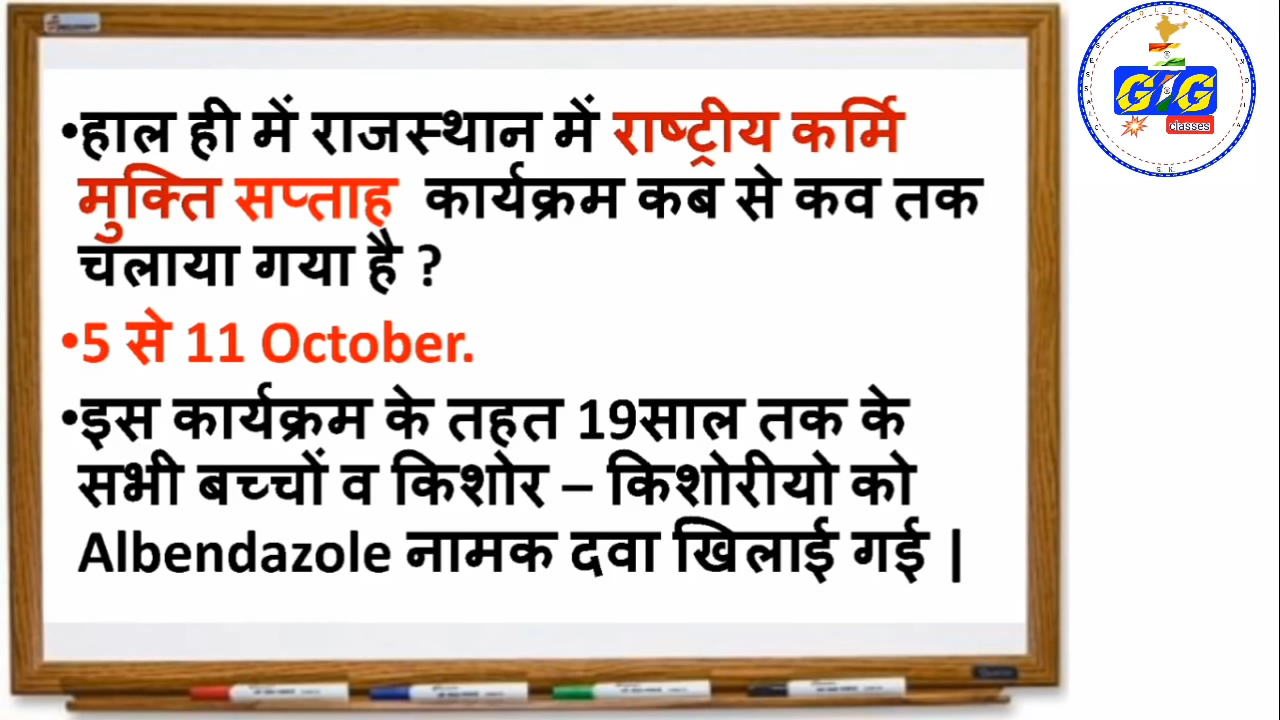 •हाल ही में राजस्थान में राष्ट्रीय कर्मि
मुक्ति सप्ताह कार्यक्रम कब से कव तक
चलाया गया है ?
•5 से 11 October.
•इस कार्यक्रम के तहत 19साल तक के
सभी बच्चों व किशोर – किशोरीयो को
Albendazole नामक दवा खिलाई गई |
GIG
classes